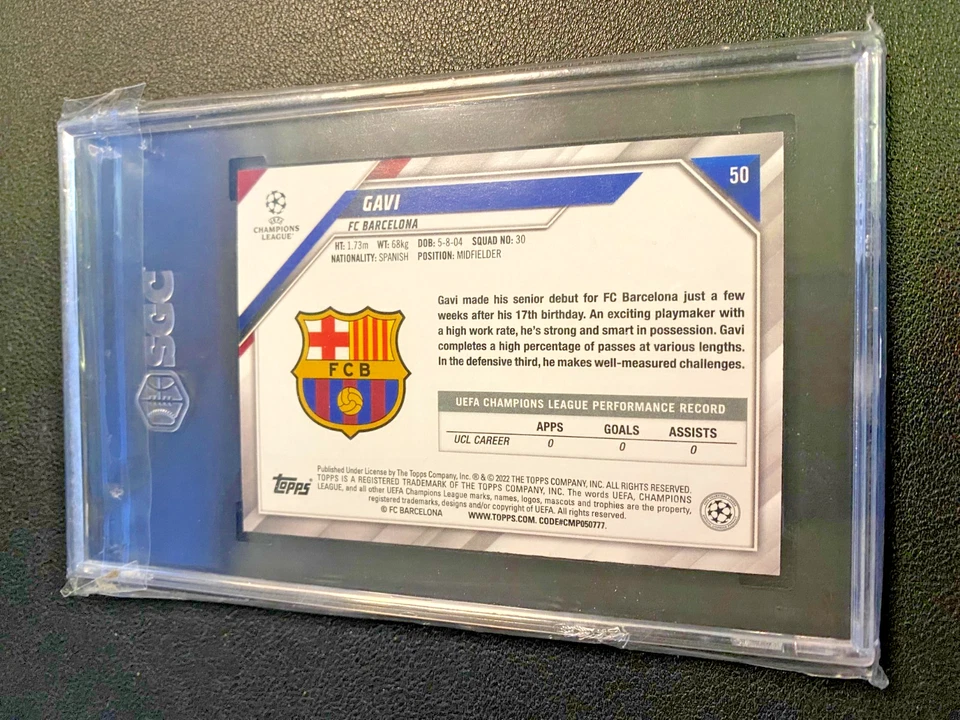 50
GAVI
FC BARCELONA
CHAMPIONS
LEAGUE™
HT: 1.73m WT: 68kg DOB: 5-8-04 SQUAD NO: 30
NATIONALITY: SPANISH POSITION: MIDFIELDER
Gavi made his senior debut for FC Barcelona just a few
weeks after his 17th birthday. An exciting playmaker with
a high work rate, he's strong and smart in possession. Gavi
completes a high percentage of passes at various lengths.
In the defensive third, he makes well-measured challenges.
FCB
SGC
UEFA CHAMPIONS LEAGUE PERFORMANCE RECORD
APPS GOALS ASSISTS
UCL CAREER 0 0 0
topps®
Published Under License by The Topps Company, Inc. ® & © 2022 THE TOPPS COMPANY, INC. ALL RIGHTS RESERVED.
TOPPS IS A REGISTERED TRADEMARK OF THE TOPPS COMPANY, INC. The words UEFA, CHAMPIONS
LEAGUE, and all other UEFA Champions League marks, names, logos, mascots and trophies are the property,
registered trademarks, designs and/or copyright of UEFA. All rights reserved.
© FC BARCELONA WWW.TOPPS.COM. CODE#CMP050777.